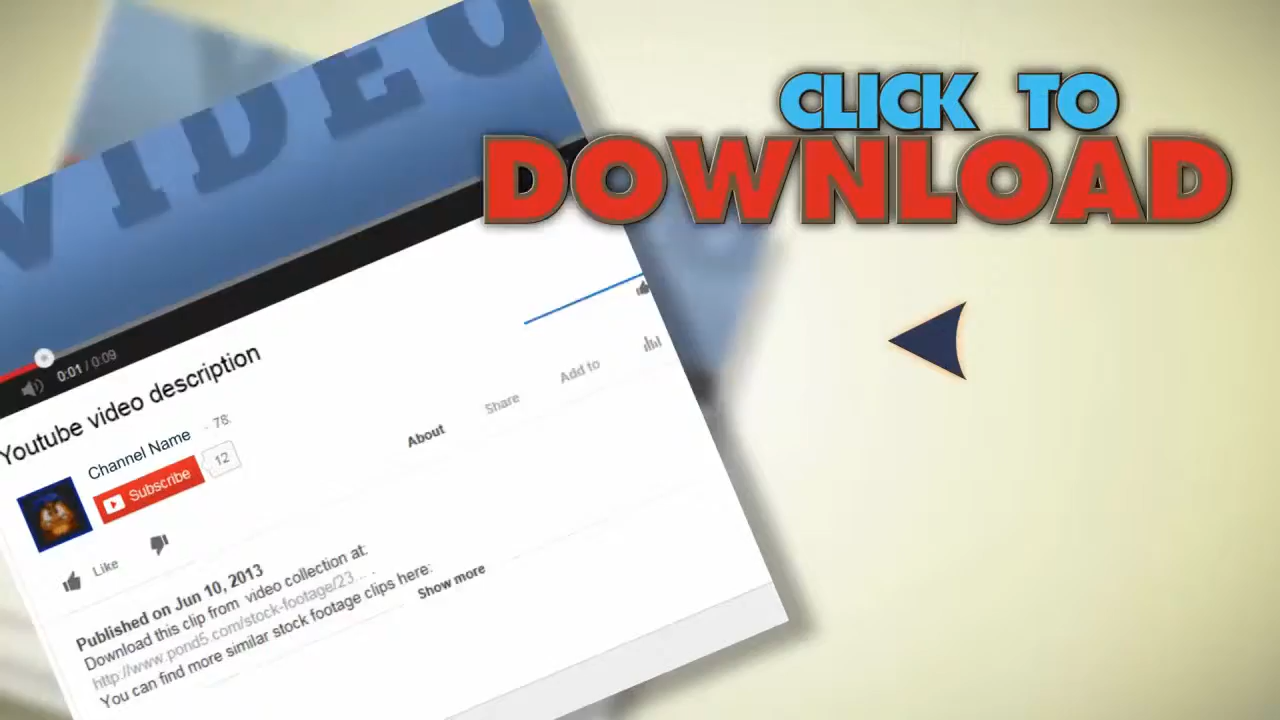 VIDEO
CLICK TO
DOWNLOAD
0:01 / 0:09
Youtube video description
Channel Name - 78
Subscribe 12
About Share Add to
Like
Published on Jun 10, 2013
Download this clip from video collection at:
http://www.pond5.com/stock-footage/23...
You can find more similar stock footage clips here:
Show more